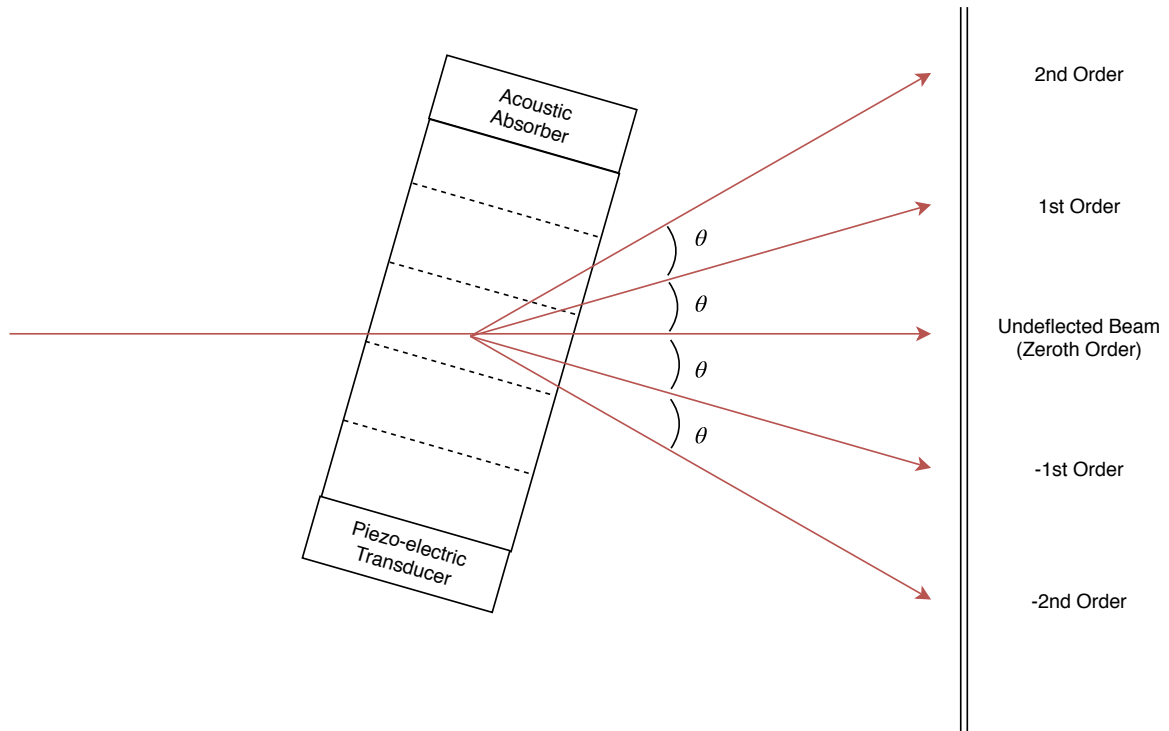 Acoustic
Absorber
2nd Order
1st Order
θ
θ
Undeflected Beam
(Zeroth Order)
θ
θ
-1st Order
Piezo-electric
Transducer
-2nd Order